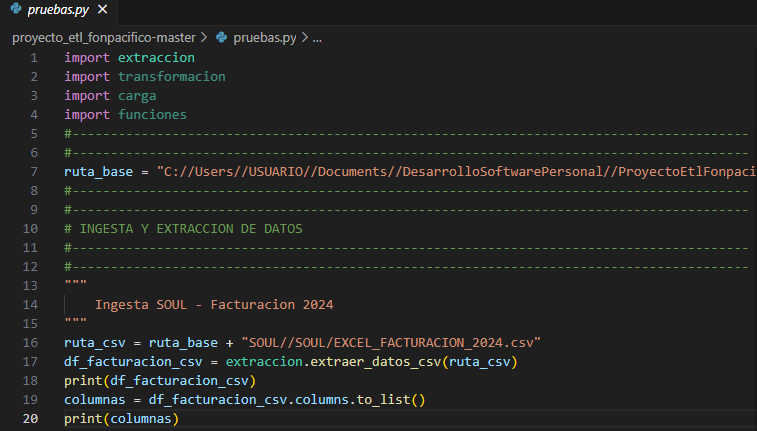 pruebas.py ×
proyecto_etl_fonpacifico-master > pruebas.py > ...
1 import extraccion
2 import transformacion
3 import carga
4 import funciones
5 #---------------------------------------------------------------------------------------
6 #---------------------------------------------------------------------------------------
7 ruta_base = "C://Users//USUARIO//Documents//DesarrolloSoftwarePersonal//ProyectoEtlFonpaci
8 #---------------------------------------------------------------------------------------
9 #---------------------------------------------------------------------------------------
10 # INGESTA Y EXTRACCION DE DATOS
11 #---------------------------------------------------------------------------------------
12 #---------------------------------------------------------------------------------------
13 """
14     Ingesta SOUL - Facturacion 2024
15 """
16 ruta_csv = ruta_base + "SOUL//SOUL/EXCEL_FACTURACION_2024.csv"
17 df_facturacion_csv = extraccion.extraer_datos_csv(ruta_csv)
18 print(df_facturacion_csv)
19 columnas = df_facturacion_csv.columns.to_list()
20 print(columnas)